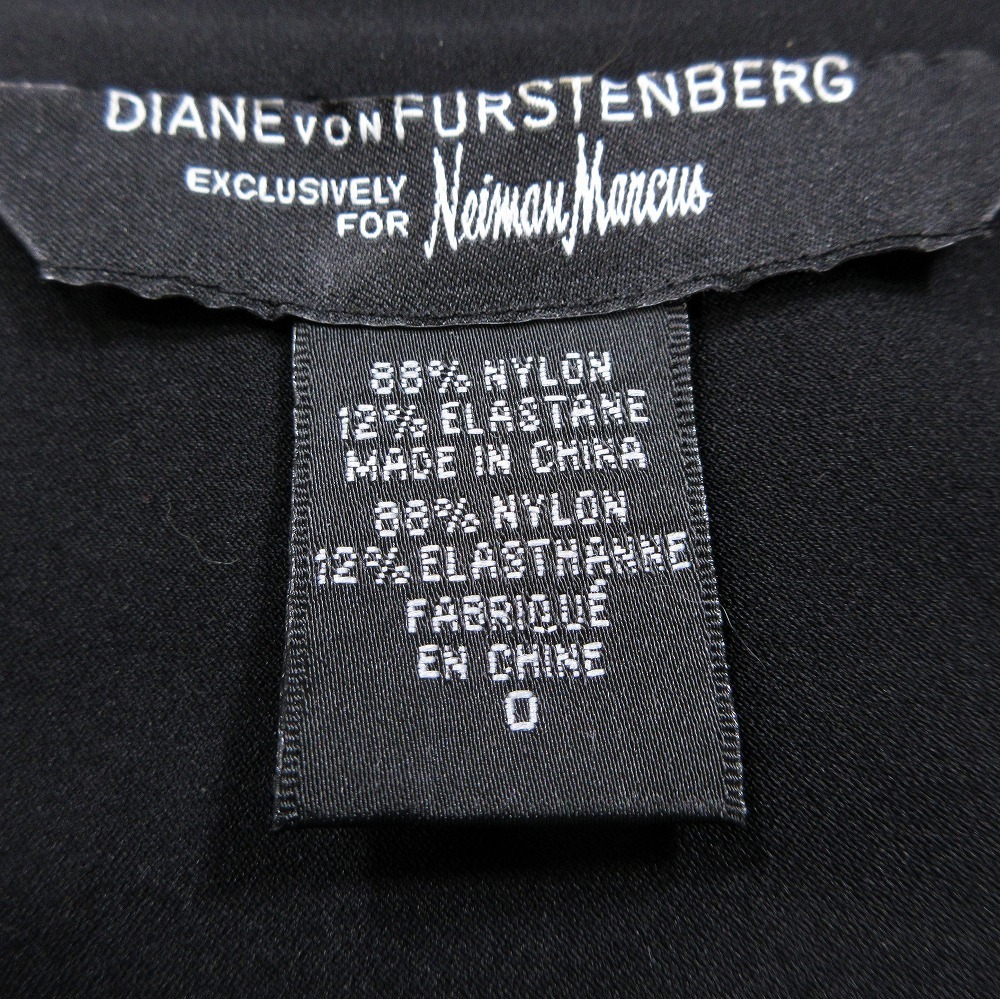 DIANE VON FURSTENBERG
EXCLUSIVELY
FOR Neiman Marcus
88% NYLON
12% ELASTANE
MADE IN CHINA
88% NYLON
12% ELASTHANNE
FABRIQUÉ
EN CHINE
0